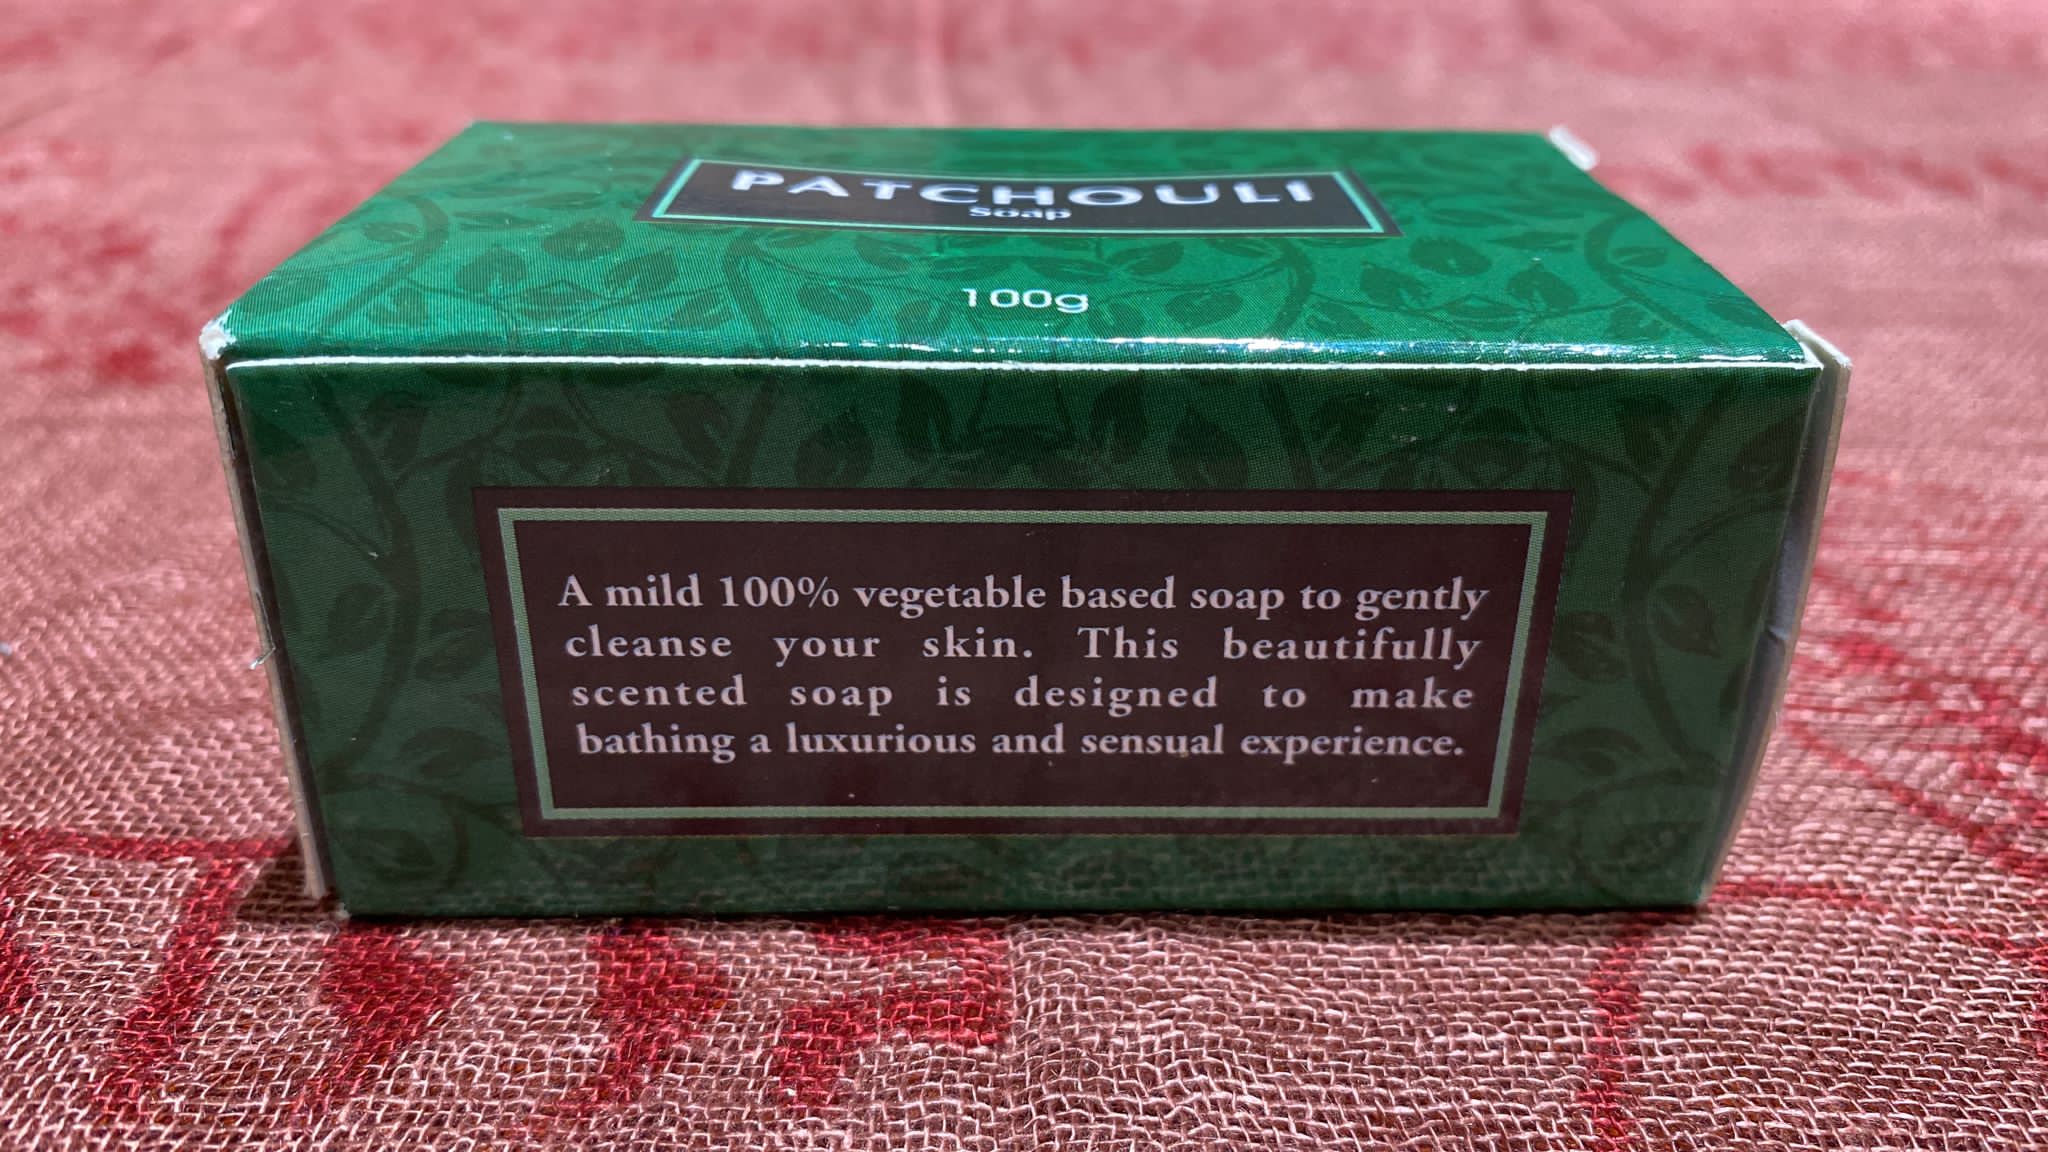 PATCHOULI
soap
100g
A mild 100% vegetable based soap to gently
cleanse your skin. This beautifully
scented soap is designed to make
bathing a luxurious and sensual experience.